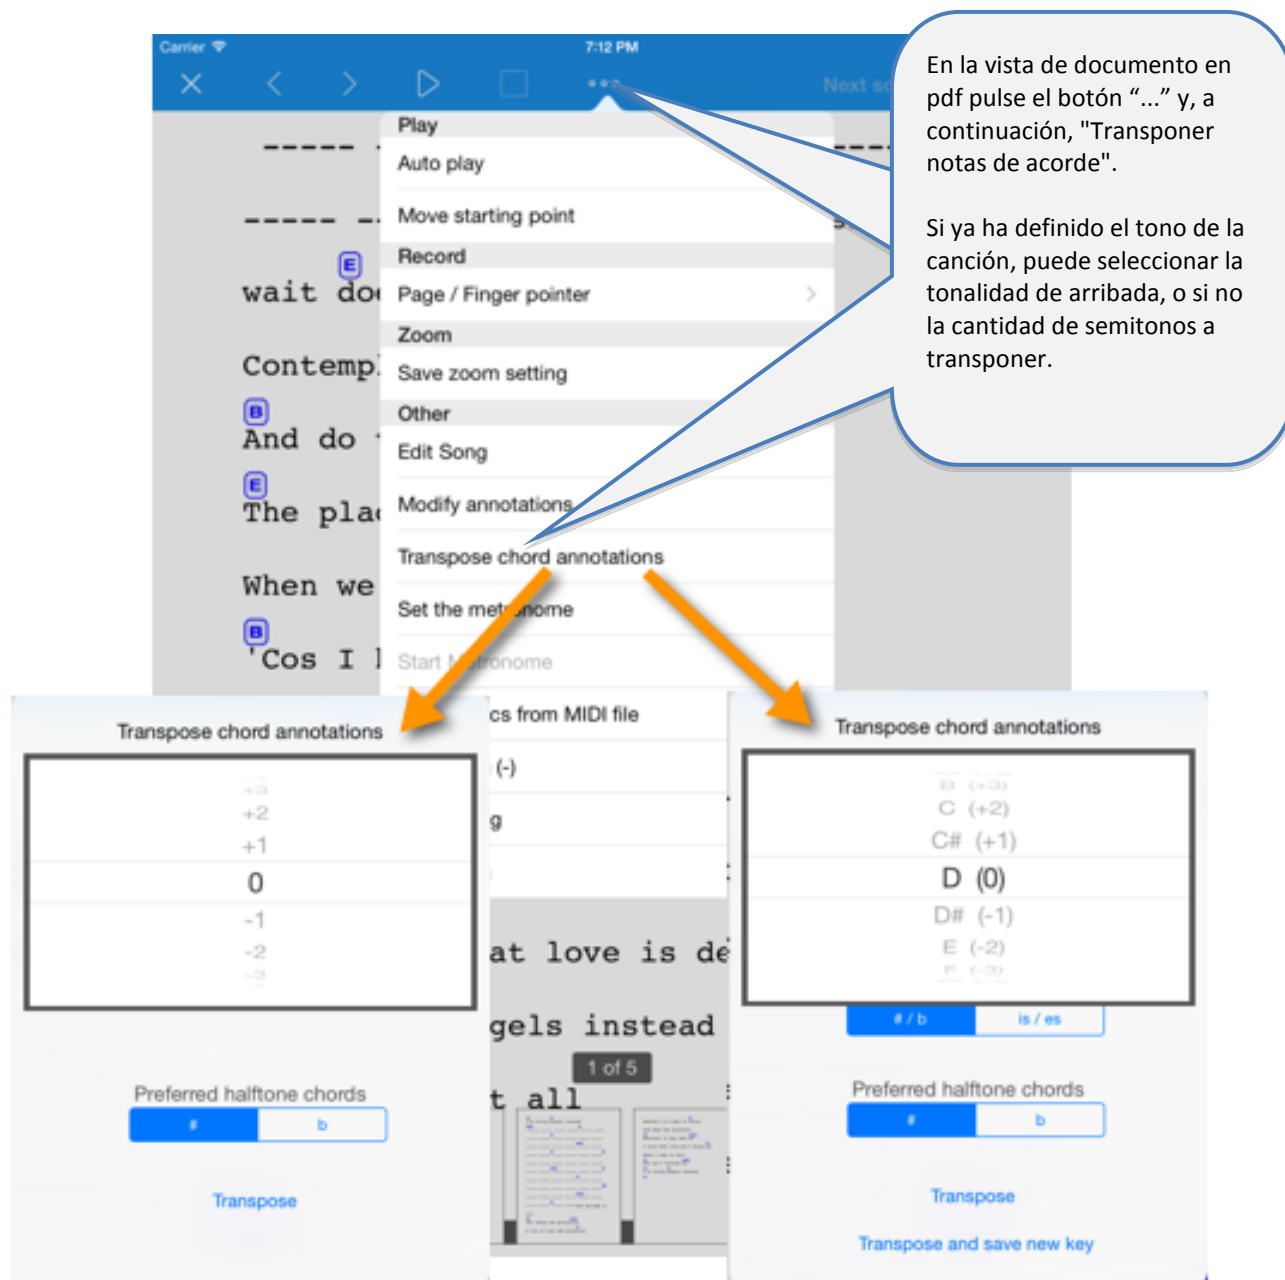 Carrier 7:12 PM
Next
En la vista de documento en
pdf pulse el botón “...” y, a
continuación, "Transponer
notas de acorde".
Si ya ha definido el tono de la
canción, puede seleccionar la
tonalidad de arribada, o si no
la cantidad de semitonos a
transponer.
Play
Auto play
Move starting point
Record
Page / Finger pointer
Zoom
Save zoom setting
Other
Edit Song
Modify annotations
Transpose chord annotations
Set the metronome
Start Metronome
cs from MIDI file
(-)
g
E
wait do
Contemp
B
And do
E
The pla
When we
B
'Cos I
Transpose chord annotations
+3
+2
+1
0
-1
-2
-3
Preferred halftone chords
# b
Transpose
at love is de
gels instead
1 of 5
t all
Transpose chord annotations
B (+3)
C (+2)
C# (+1)
D (0)
D# (-1)
E (-2)
F (-3)
# / b is / es
Preferred halftone chords
# b
Transpose
Transpose and save new key